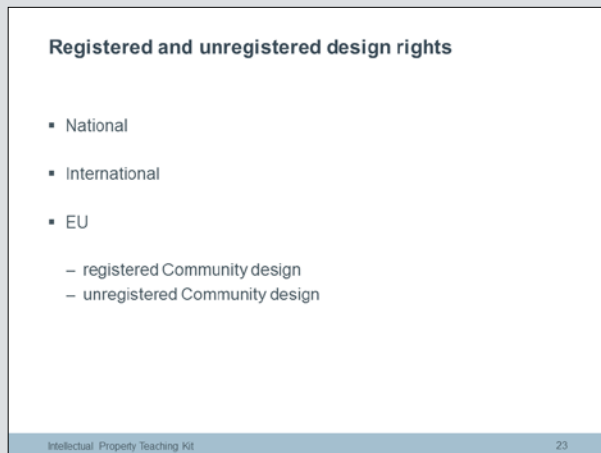 Registered and unregistered design rights
▪ National
▪ International
▪ EU
– registered Community design
– unregistered Community design
Intellectual Property Teaching Kit
23